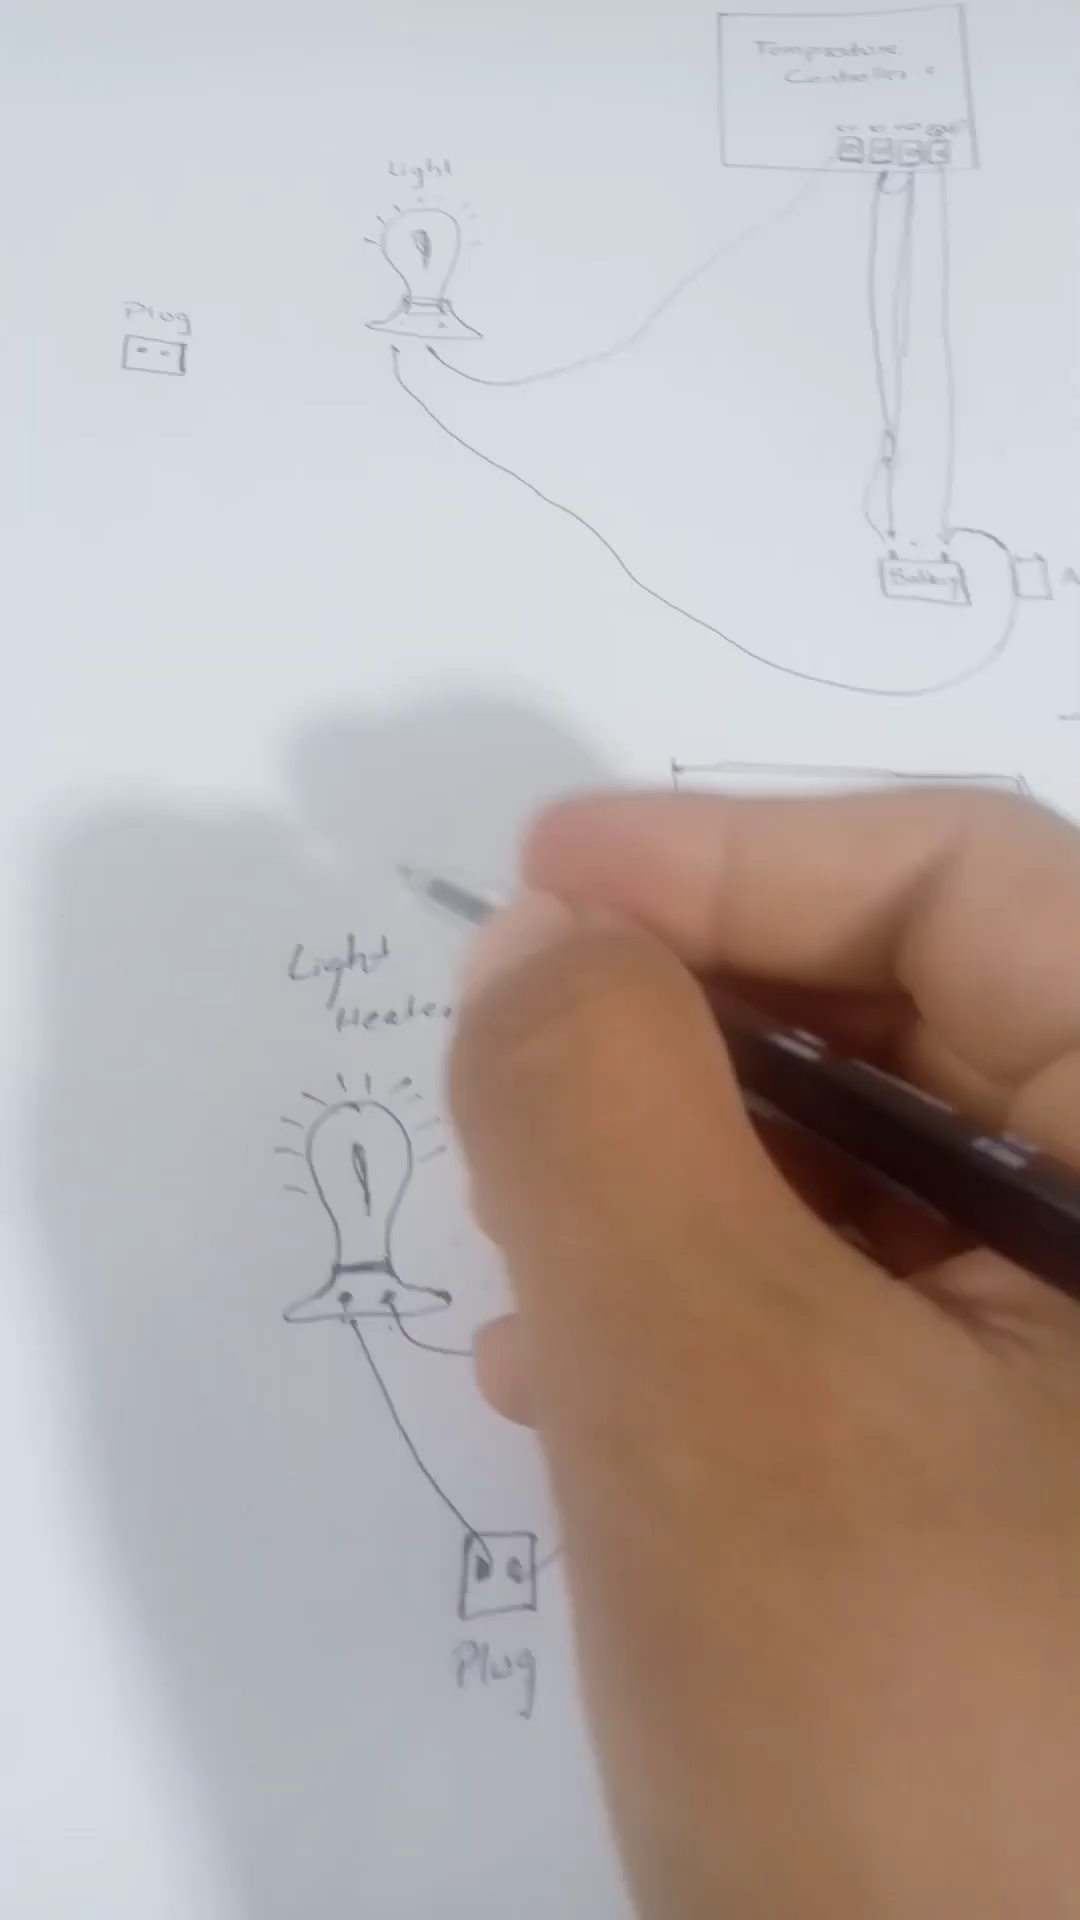 Temperature
Controller
Light
Plug
Battery
Light
Heater
Plug